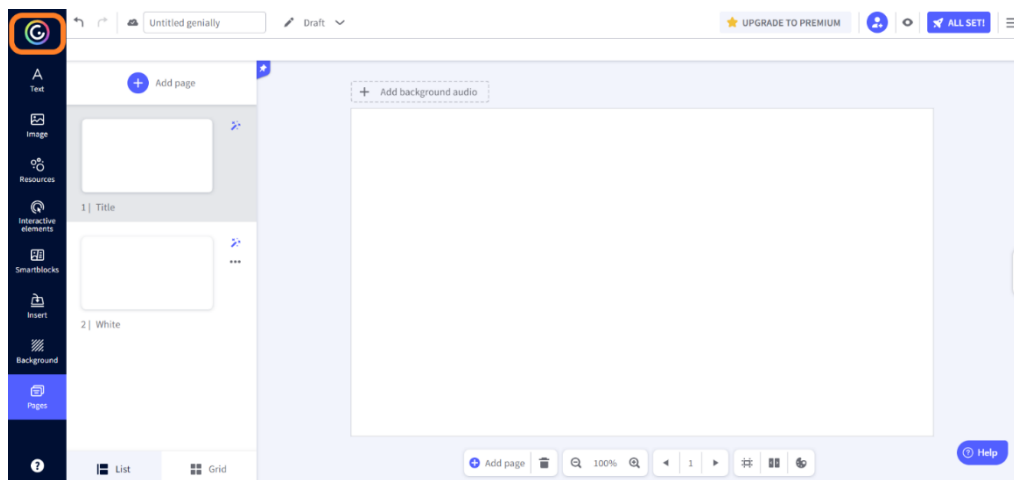 Untitled genially
Draft
UPGRADE TO PREMIUM
ALL SET!
Text
Image
Resources
Interactive
elements
Smartblocks
Insert
Background
Pages
?
Add page
1| Title
2| White
List
Grid
+ Add background audio
Add page
100%
1
? Help